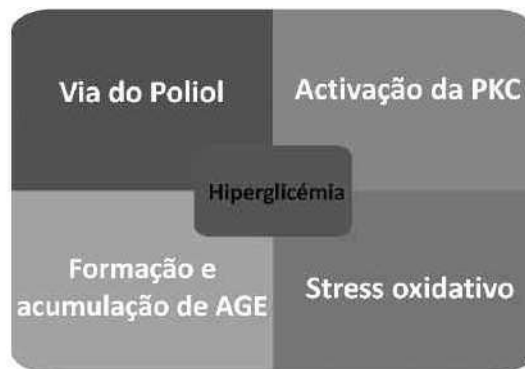 Via do Poliol
Activação da PKC
Hiperglicémia
Formação e
acumulação de AGE
Stress oxidativo